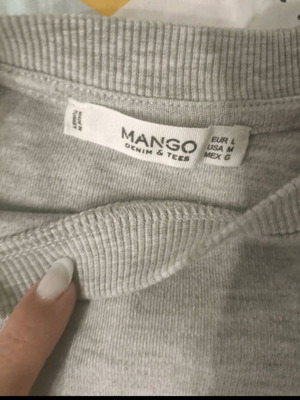 MANGO
DENIM & TEES
EUR L
USA M
MEX G